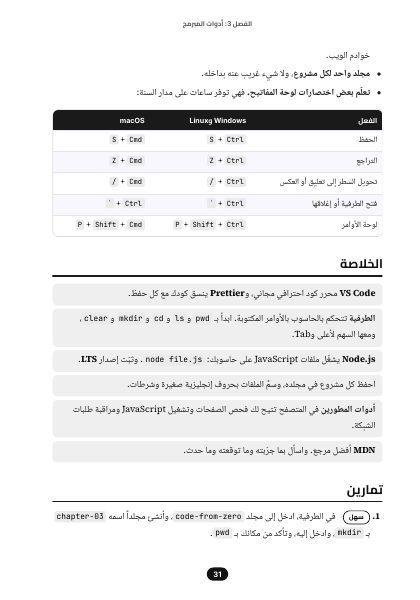 الفصل 3: أدوات المبرمج
خوادم الويب.
• مجلد واحد لكل مشروع، ولا شيء غريب عنه بداخله.
• تعلّم بعض اختصارات لوحة المفاتيح. فهي توفر ساعات على مدار السنة:
الفعل Windows وLinux macOS
الحفظ Ctrl + S Cmd + S
التراجع Ctrl + Z Cmd + Z
تحويل السطر إلى تعليق أو العكس Ctrl + / Cmd + /
فتح الطرفية أو إغلاقها Ctrl + ` Ctrl + `
لوحة الأوامر Ctrl + Shift + P Cmd + Shift + P
الخلاصة
VS Code محرر كود احترافي مجاني، وPrettier ينسق كودك مع كل حفظ.
الطرفية تتحكم بالحاسوب بالأوامر المكتوبة. ابدأ بـ pwd و ls و cd و mkdir و clear،
ومعها السهم لأعلى وTab.
Node.js يشغّل ملفات JavaScript على حاسوبك: node file.js. وثبّت إصدار LTS.
احفظ كل مشروع في مجلده، وسمِّ الملفات بحروف إنجليزية صغيرة وشرطات.
أدوات المطورين في المتصفح تتيح لك فحص الصفحات وتشغيل JavaScript ومراقبة طلبات
الشبكة.
MDN أفضل مرجع. واسأل بما جرّبته وما توقعته وما حدث.
تمارين
1. سهل في الطرفية، ادخل إلى مجلد code-from-zero، وأنشئ مجلداً اسمه chapter-03
بـ mkdir، وادخل إليه، وتأكد من مكانك بـ pwd.
31